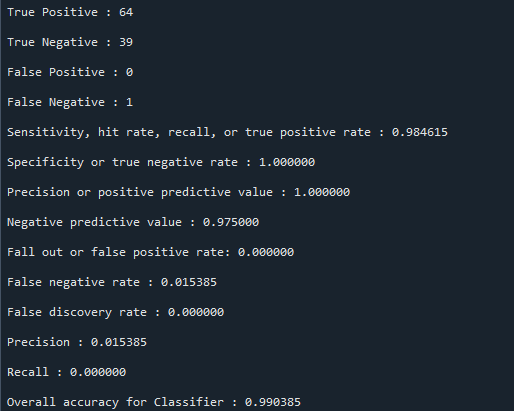 True Positive : 64
True Negative : 39
False Positive : 0
False Negative : 1
Sensitivity, hit rate, recall, or true positive rate : 0.984615
Specificity or true negative rate : 1.000000
Precision or positive predictive value : 1.000000
Negative predictive value : 0.975000
Fall out or false positive rate: 0.000000
False negative rate : 0.015385
False discovery rate : 0.000000
Precision : 0.015385
Recall : 0.000000
Overall accuracy for Classifier : 0.990385